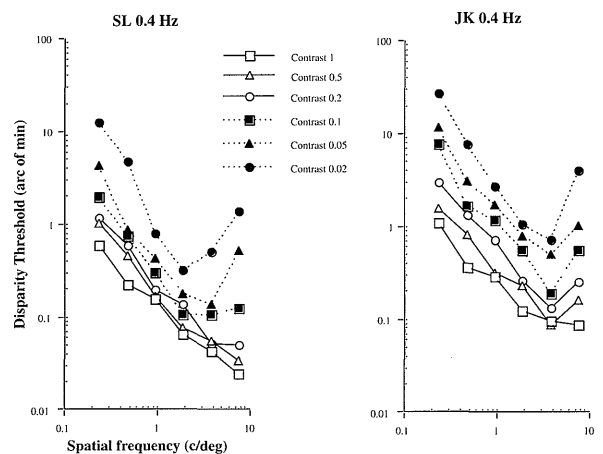 SL 0.4 Hz
JK 0.4 Hz
Disparity Threshold (arc of min)
100
10
1
0.1
0.01
0.1
1
10
Spatial frequency (c/deg)
Contrast 1
Contrast 0.5
Contrast 0.2
Contrast 0.1
Contrast 0.05
Contrast 0.02
100
10
1
0.1
0.01
0.1
1
10